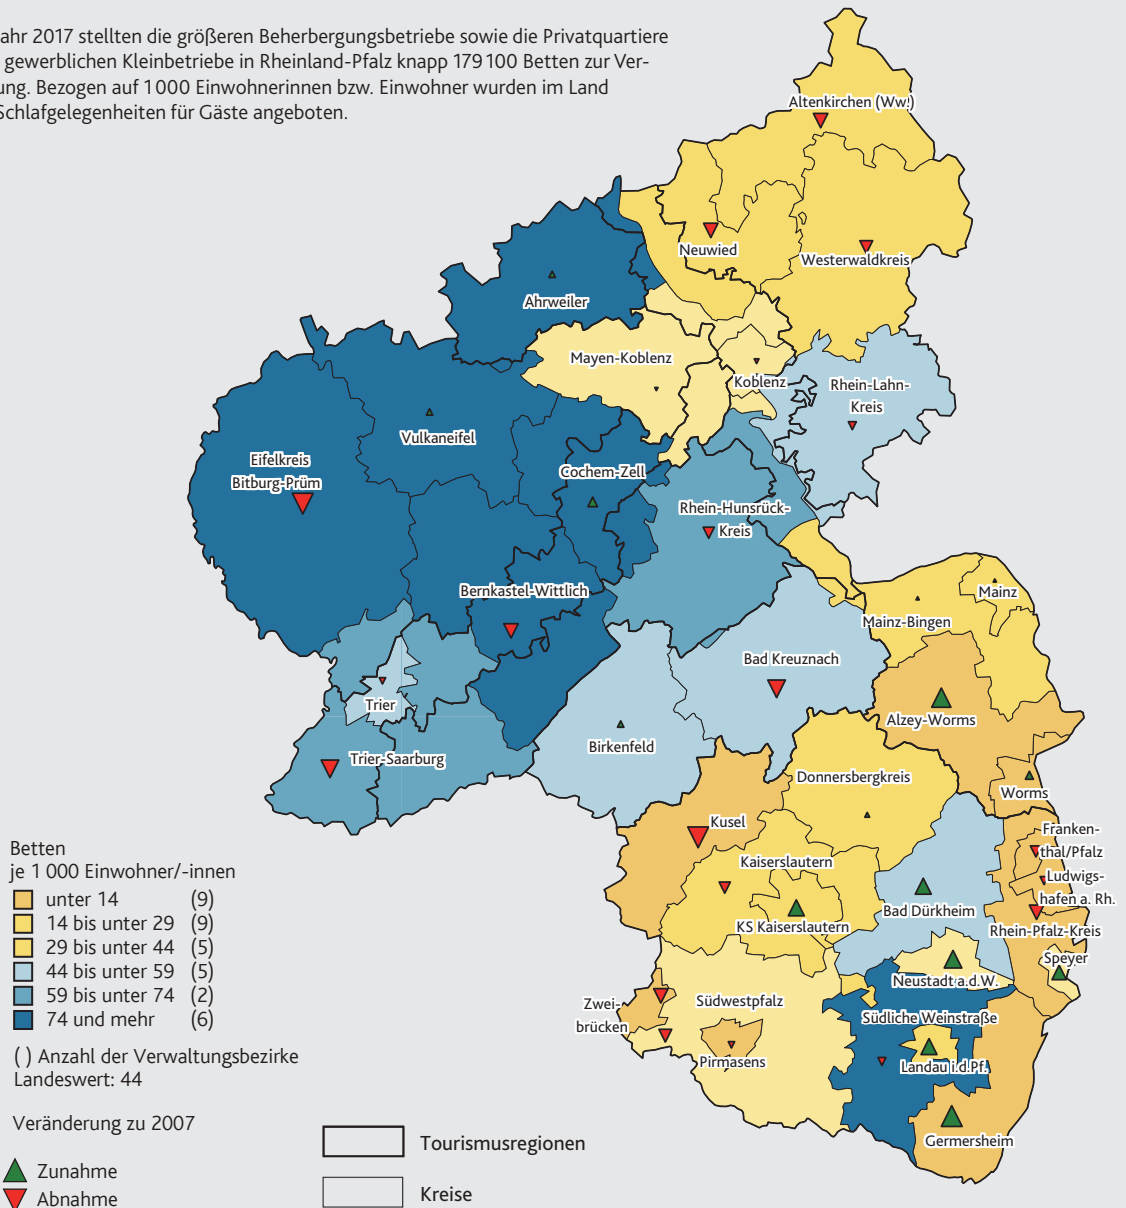 ahr 2017 stellten die größeren Beherbergungsbetriebe sowie die Privatquartiere
gewerblichen Kleinbetriebe in Rheinland-Pfalz knapp 179 100 Betten zur Ver-
ung. Bezogen auf 1 000 Einwohnerinnen bzw. Einwohner wurden im Land
Schlafgelegenheiten für Gäste angeboten.
Altenkirchen (Ww.)
Neuwied
Westerwaldkreis
Ahrweiler
Mayen-Koblenz
Koblenz
Rhein-Lahn-
Kreis
Vulkaneifel
Eifelkreis
Bitburg-Prüm
Cochem-Zell
Rhein-Hunsrück-
Kreis
Bernkastel-Wittlich
Mainz
Mainz-Bingen
Bad Kreuznach
Trier
Alzey-Worms
Birkenfeld
Trier-Saarburg
Donnersbergkreis
Worms
Kusel
Franken-
thal/Pfalz
Kaiserslautern
Ludwigs-
hafen a. Rh.
Bad Dürkheim
KS Kaiserslautern
Rhein-Pfalz-Kreis
Speyer
Neustadt a.d.W.
Zwei-
brücken
Südwestpfalz
Südliche Weinstraße
Pirmasens
Landau i.d.Pf.
Germersheim
Betten
je 1 000 Einwohner/-innen
unter 14 (9)
14 bis unter 29 (9)
29 bis unter 44 (5)
44 bis unter 59 (5)
59 bis unter 74 (2)
74 und mehr (6)
( ) Anzahl der Verwaltungsbezirke
Landeswert: 44
Veränderung zu 2007
Zunahme
Abnahme
Tourismusregionen
Kreise